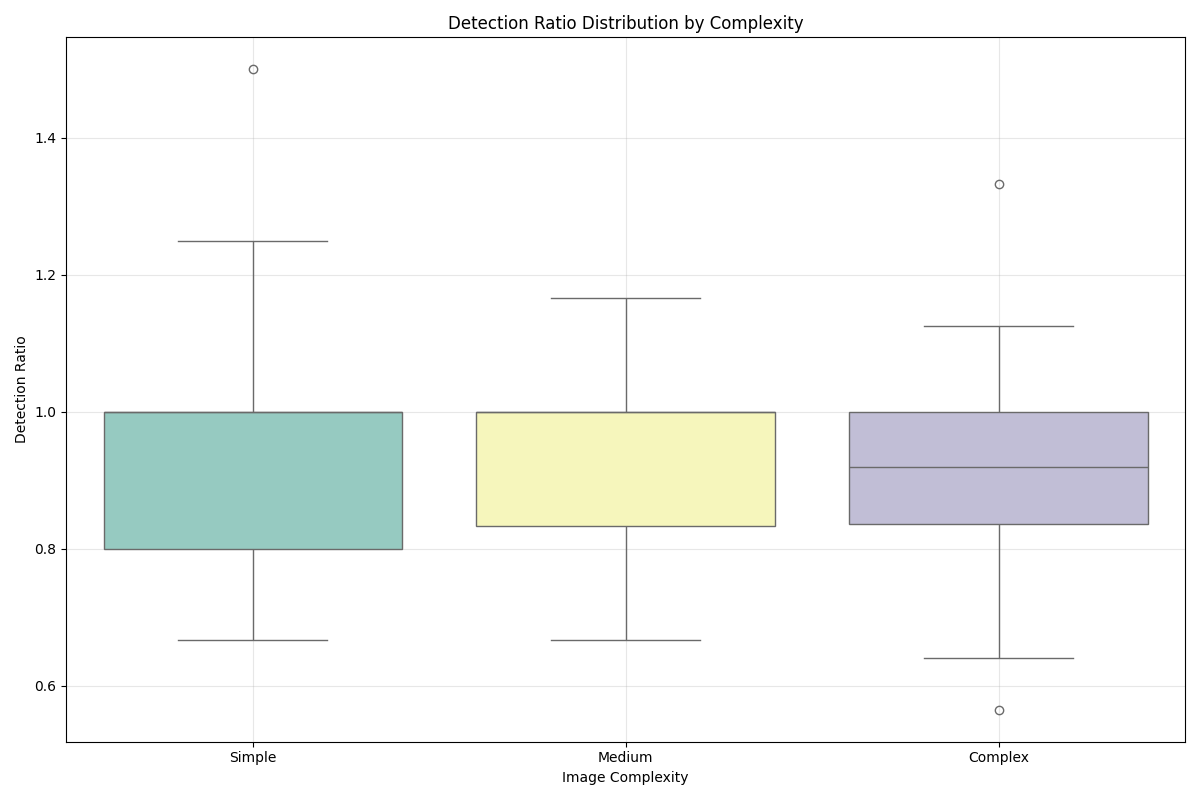 Detection Ratio Distribution by Complexity
Detection Ratio
1.4
1.2
1.0
0.8
0.6
Simple
Medium
Complex
Image Complexity